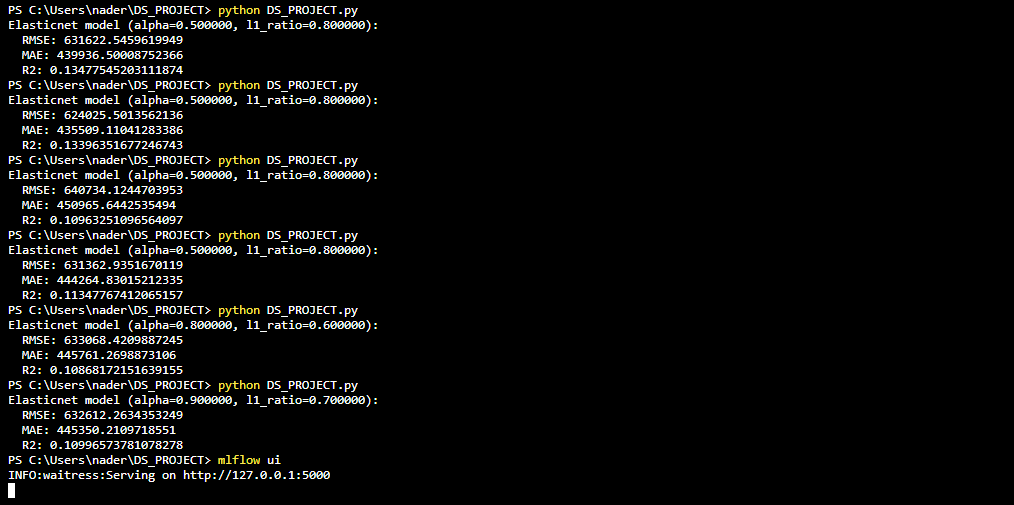 PS C:\Users\nader\DS_PROJECT> python DS_PROJECT.py
Elasticnet model (alpha=0.500000, l1_ratio=0.800000):
  RMSE: 631622.5459619949
  MAE: 439936.50008752366
  R2: 0.13477545203111874
PS C:\Users\nader\DS_PROJECT> python DS_PROJECT.py
Elasticnet model (alpha=0.500000, l1_ratio=0.800000):
  RMSE: 624025.5013562136
  MAE: 435509.11041283386
  R2: 0.13396351677246743
PS C:\Users\nader\DS_PROJECT> python DS_PROJECT.py
Elasticnet model (alpha=0.500000, l1_ratio=0.800000):
  RMSE: 640734.1244703953
  MAE: 450965.6442535494
  R2: 0.10963251096564097
PS C:\Users\nader\DS_PROJECT> python DS_PROJECT.py
Elasticnet model (alpha=0.500000, l1_ratio=0.800000):
  RMSE: 631362.9351670119
  MAE: 444264.83015212335
  R2: 0.11347767412065157
PS C:\Users\nader\DS_PROJECT> python DS_PROJECT.py
Elasticnet model (alpha=0.800000, l1_ratio=0.600000):
  RMSE: 633068.4209887245
  MAE: 445761.2698873106
  R2: 0.10868172151639155
PS C:\Users\nader\DS_PROJECT> python DS_PROJECT.py
Elasticnet model (alpha=0.900000, l1_ratio=0.700000):
  RMSE: 632612.2634353249
  MAE: 445350.2109718551
  R2: 0.10996573781078278
PS C:\Users\nader\DS_PROJECT> mlflow ui
INFO:waitress:Serving on http://127.0.0.1:5000